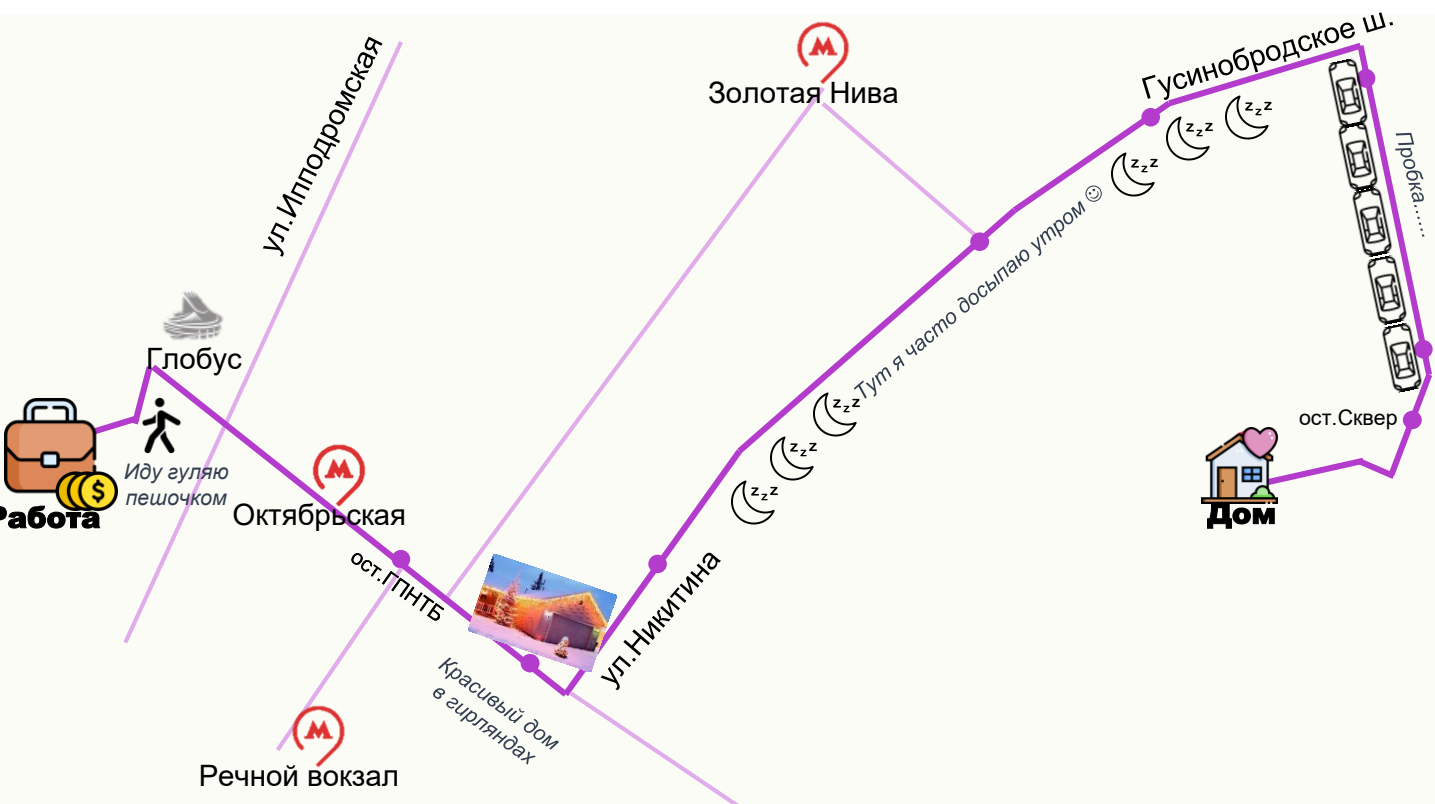 Гусинобродское ш.
ул.Ипподромская
Золотая Нива
Пробка......
Тут я часто досыпаю утром ☺
z z z
z z z
z z z
z z z
z z z
z z z
Глобус
ост.Сквер
Иду гуляю
пешочком
Октябрьская
Работа
Дом
ост.ГПНТБ
ул.Никитина
Красивый дом
в гирляндах
Речной вокзал